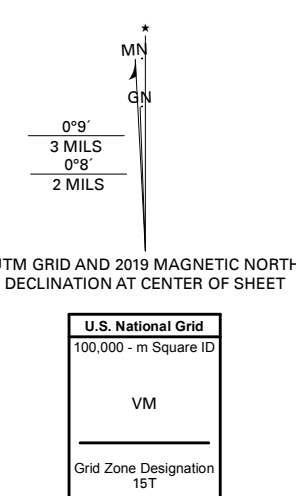 ★
MN
GN
0°9´
3 MILS
0°8´
2 MILS
UTM GRID AND 2019 MAGNETIC NORTH
DECLINATION AT CENTER OF SHEET
U.S. National Grid
100,000 - m Square ID
VM
Grid Zone Designation
15T